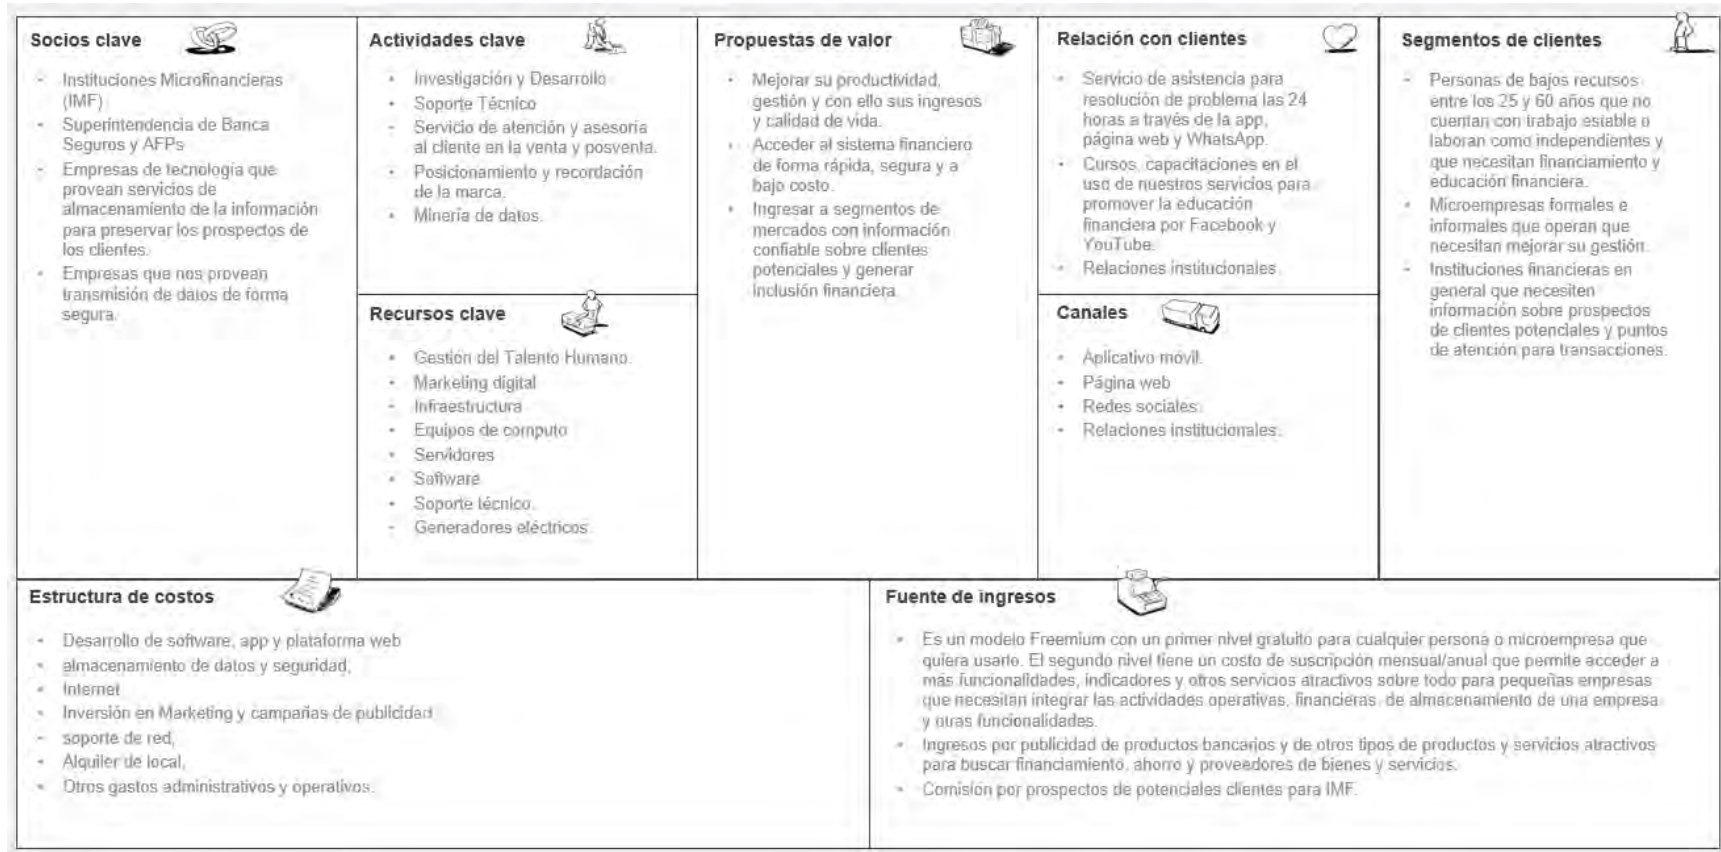 Socios clave
- Instituciones Microfinancieras
(IMF)
- Superintendencia de Banca
Seguros y AFPs
- Empresas de tecnología que
provean servicios de
almacenamiento de la información
para preservar los prospectos de
los clientes.
- Empresas que nos provean
transmisión de datos de forma
segura.
Actividades clave
• Investigación y Desarrollo
• Soporte Técnico
- Servicio de atención y asesoría
al cliente en la venta y posventa.
• Posicionamiento y recordación
de la marca.
• Minería de datos.
Recursos clave
• Gestión del Talento Humano.
• Marketing digital
- Infraestructura
• Equipos de computo
- Servidores
• Software
• Soporte técnico.
- Generadores eléctricos.
Propuestas de valor
• Mejorar su productividad,
gestión y con ello sus ingresos
y calidad de vida.
• Acceder al sistema financiero
de forma rápida, segura y a
bajo costo.
• Ingresar a segmentos de
mercados con información
confiable sobre clientes
potenciales y generar
inclusión financiera.
Relación con clientes
• Servicio de asistencia para
resolución de problema las 24
horas a través de la app,
página web y WhatsApp.
• Cursos, capacitaciones en el
uso de nuestros servicios para
promover la educación
financiera por Facebook y
YouTube.
• Relaciones institucionales
Canales
• Aplicativo móvil.
• Página web
• Redes sociales.
• Relaciones institucionales.
Segmentos de clientes
- Personas de bajos recursos
entre los 25 y 60 años que no
cuentan con trabajo estable o
laboran como independientes y
que necesitan financiamiento y
educación financiera.
• Microempresas formales e
informales que operan que
necesitan mejorar su gestión.
- Instituciones financieras en
general que necesiten
información sobre prospectos
de clientes potenciales y puntos
de atención para transacciones.
Estructura de costos
• Desarrollo de software, app y plataforma web
• almacenamiento de datos y seguridad,
• Internet
• Inversión en Marketing y campañas de publicidad
- soporte de red,
• Alquiler de local,
• Otros gastos administrativos y operativos.
Fuente de ingresos
• Es un modelo Freemium con un primer nivel gratuito para cualquier persona o microempresa que
quiera usarlo. El segundo nivel tiene un costo de suscripción mensual/anual que permite acceder a
más funcionalidades, indicadores y otros servicios atractivos sobre todo para pequeñas empresas
que necesitan integrar las actividades operativas, financieras, de almacenamiento de una empresa
y otras funcionalidades.
• Ingresos por publicidad de productos bancarios y de otros tipos de productos y servicios atractivos
para buscar financiamiento, ahorro y proveedores de bienes y servicios.
• Comisión por prospectos de potenciales clientes para IMF.